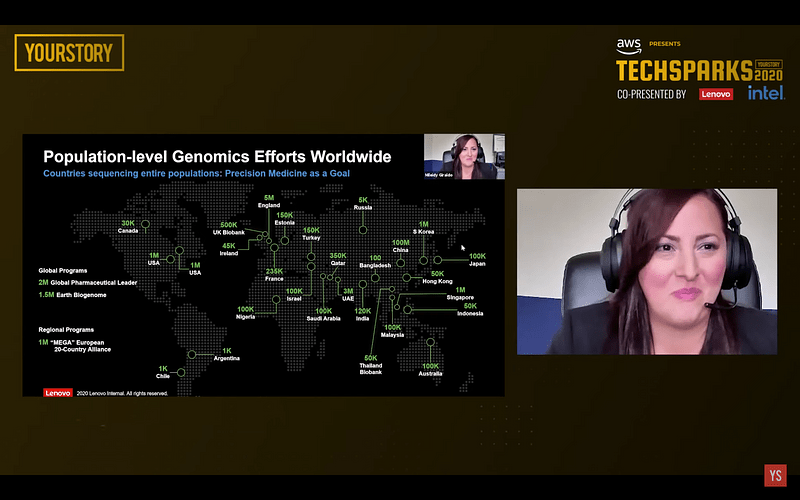 YOURSTORY
aws PRESENTS
TECHSPARKS YOURSTORY 2020
CO-PRESENTED BY Lenovo intel.
Population-level Genomics Efforts Worldwide
Countries sequencing entire populations: Precision Medicine as a Goal
Mileidy Giraldo
30K
Canada
1M
USA
1M
USA
5M
England
500K
UK Biobank
150K
Estonia
45K
Ireland
235K
France
150K
Turkey
5K
Russia
1M
S Korea
100M
China
100K
Japan
350K
Qatar
100
Bangladesh
50K
Hong Kong
3M
UAE
1M
Singapore
50K
Indonesia
100K
Israel
100K
Nigeria
100K
Saudi Arabia
120K
India
100K
Malaysia
50K
Thailand
Biobank
100K
Australia
1K
Argentina
1K
Chile
Global Programs
2M Global Pharmaceutical Leader
1.5M Earth Biogenome
Regional Programs
1M “MEGA” European
20-Country Alliance
Lenovo 2020 Lenovo Internal. All rights reserved.
YS